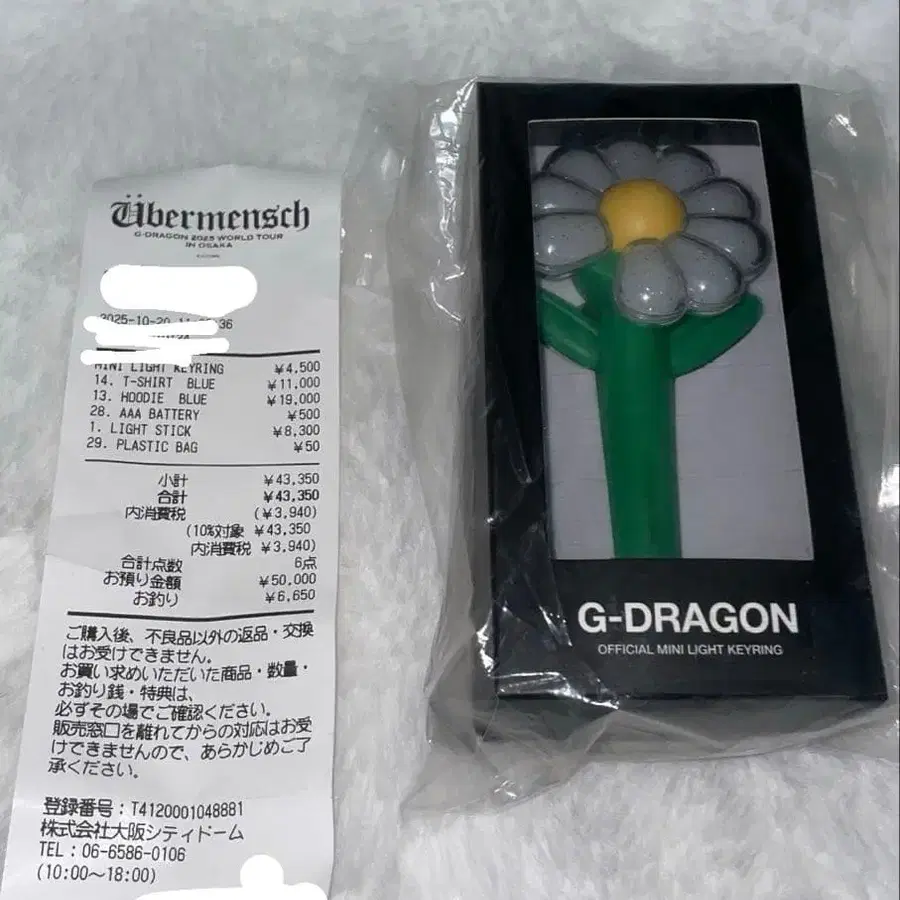 Übermensch
G-DRAGON 2025 WORLD TOUR
IN OSAKA
2025-10-20
MINI LIGHT KEYRING ¥4,500
14. T-SHIRT BLUE ¥11,000
13. HOODIE BLUE ¥19,000
28. AAA BATTERY ¥500
1. LIGHT STICK ¥8,300
29. PLASTIC BAG ¥50
小計 ¥43,350
合計 ¥43,350
内消費税 (¥3,940)
(10%対象 ¥43,350
内消費税 ¥3,940)
合計点数 6点
お預り金額 ¥50,000
お釣り ¥6,650
ご購入後、不良品以外の返品・交換
はお受けできません。
お買い求めいただいた商品・数量・
お釣り銭・特典は、
必ずその場でご確認ください。
販売窓口を離れてからの対応はお受
けできませんので、あらかじめご了
承ください。
登録番号：T4120001048881
株式会社大阪シティドーム
TEL：06-6586-0106
(10:00～18:00)
G-DRAGON
OFFICIAL MINI LIGHT KEYRING